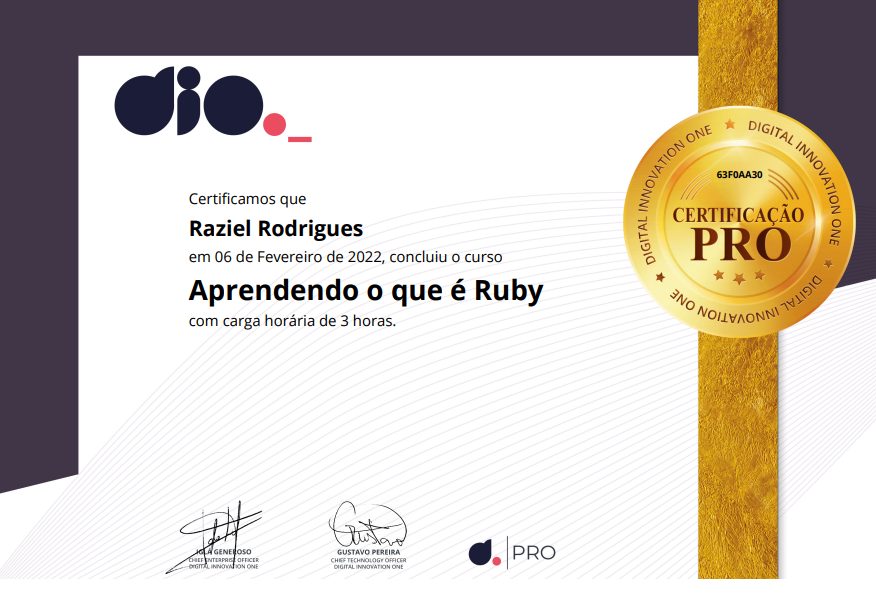 dio._
Certificamos que
Raziel Rodrigues
em 06 de Fevereiro de 2022, concluiu o curso
Aprendendo o que é Ruby
com carga horária de 3 horas.
DIGITAL INNOVATION ONE ★ DIGITAL INNOVATION ONE ★ DIGITAL INNOVATION ONE ★
63F0AA30
CERTIFICAÇÃO
PRO
IGLÁ GENEROSO
CHIEF ENTERPRISE OFFICER
DIGITAL INNOVATION ONE
Gustavo
GUSTAVO PEREIRA
CHIEF TECHNOLOGY OFFICER
DIGITAL INNOVATION ONE
d. | PRO